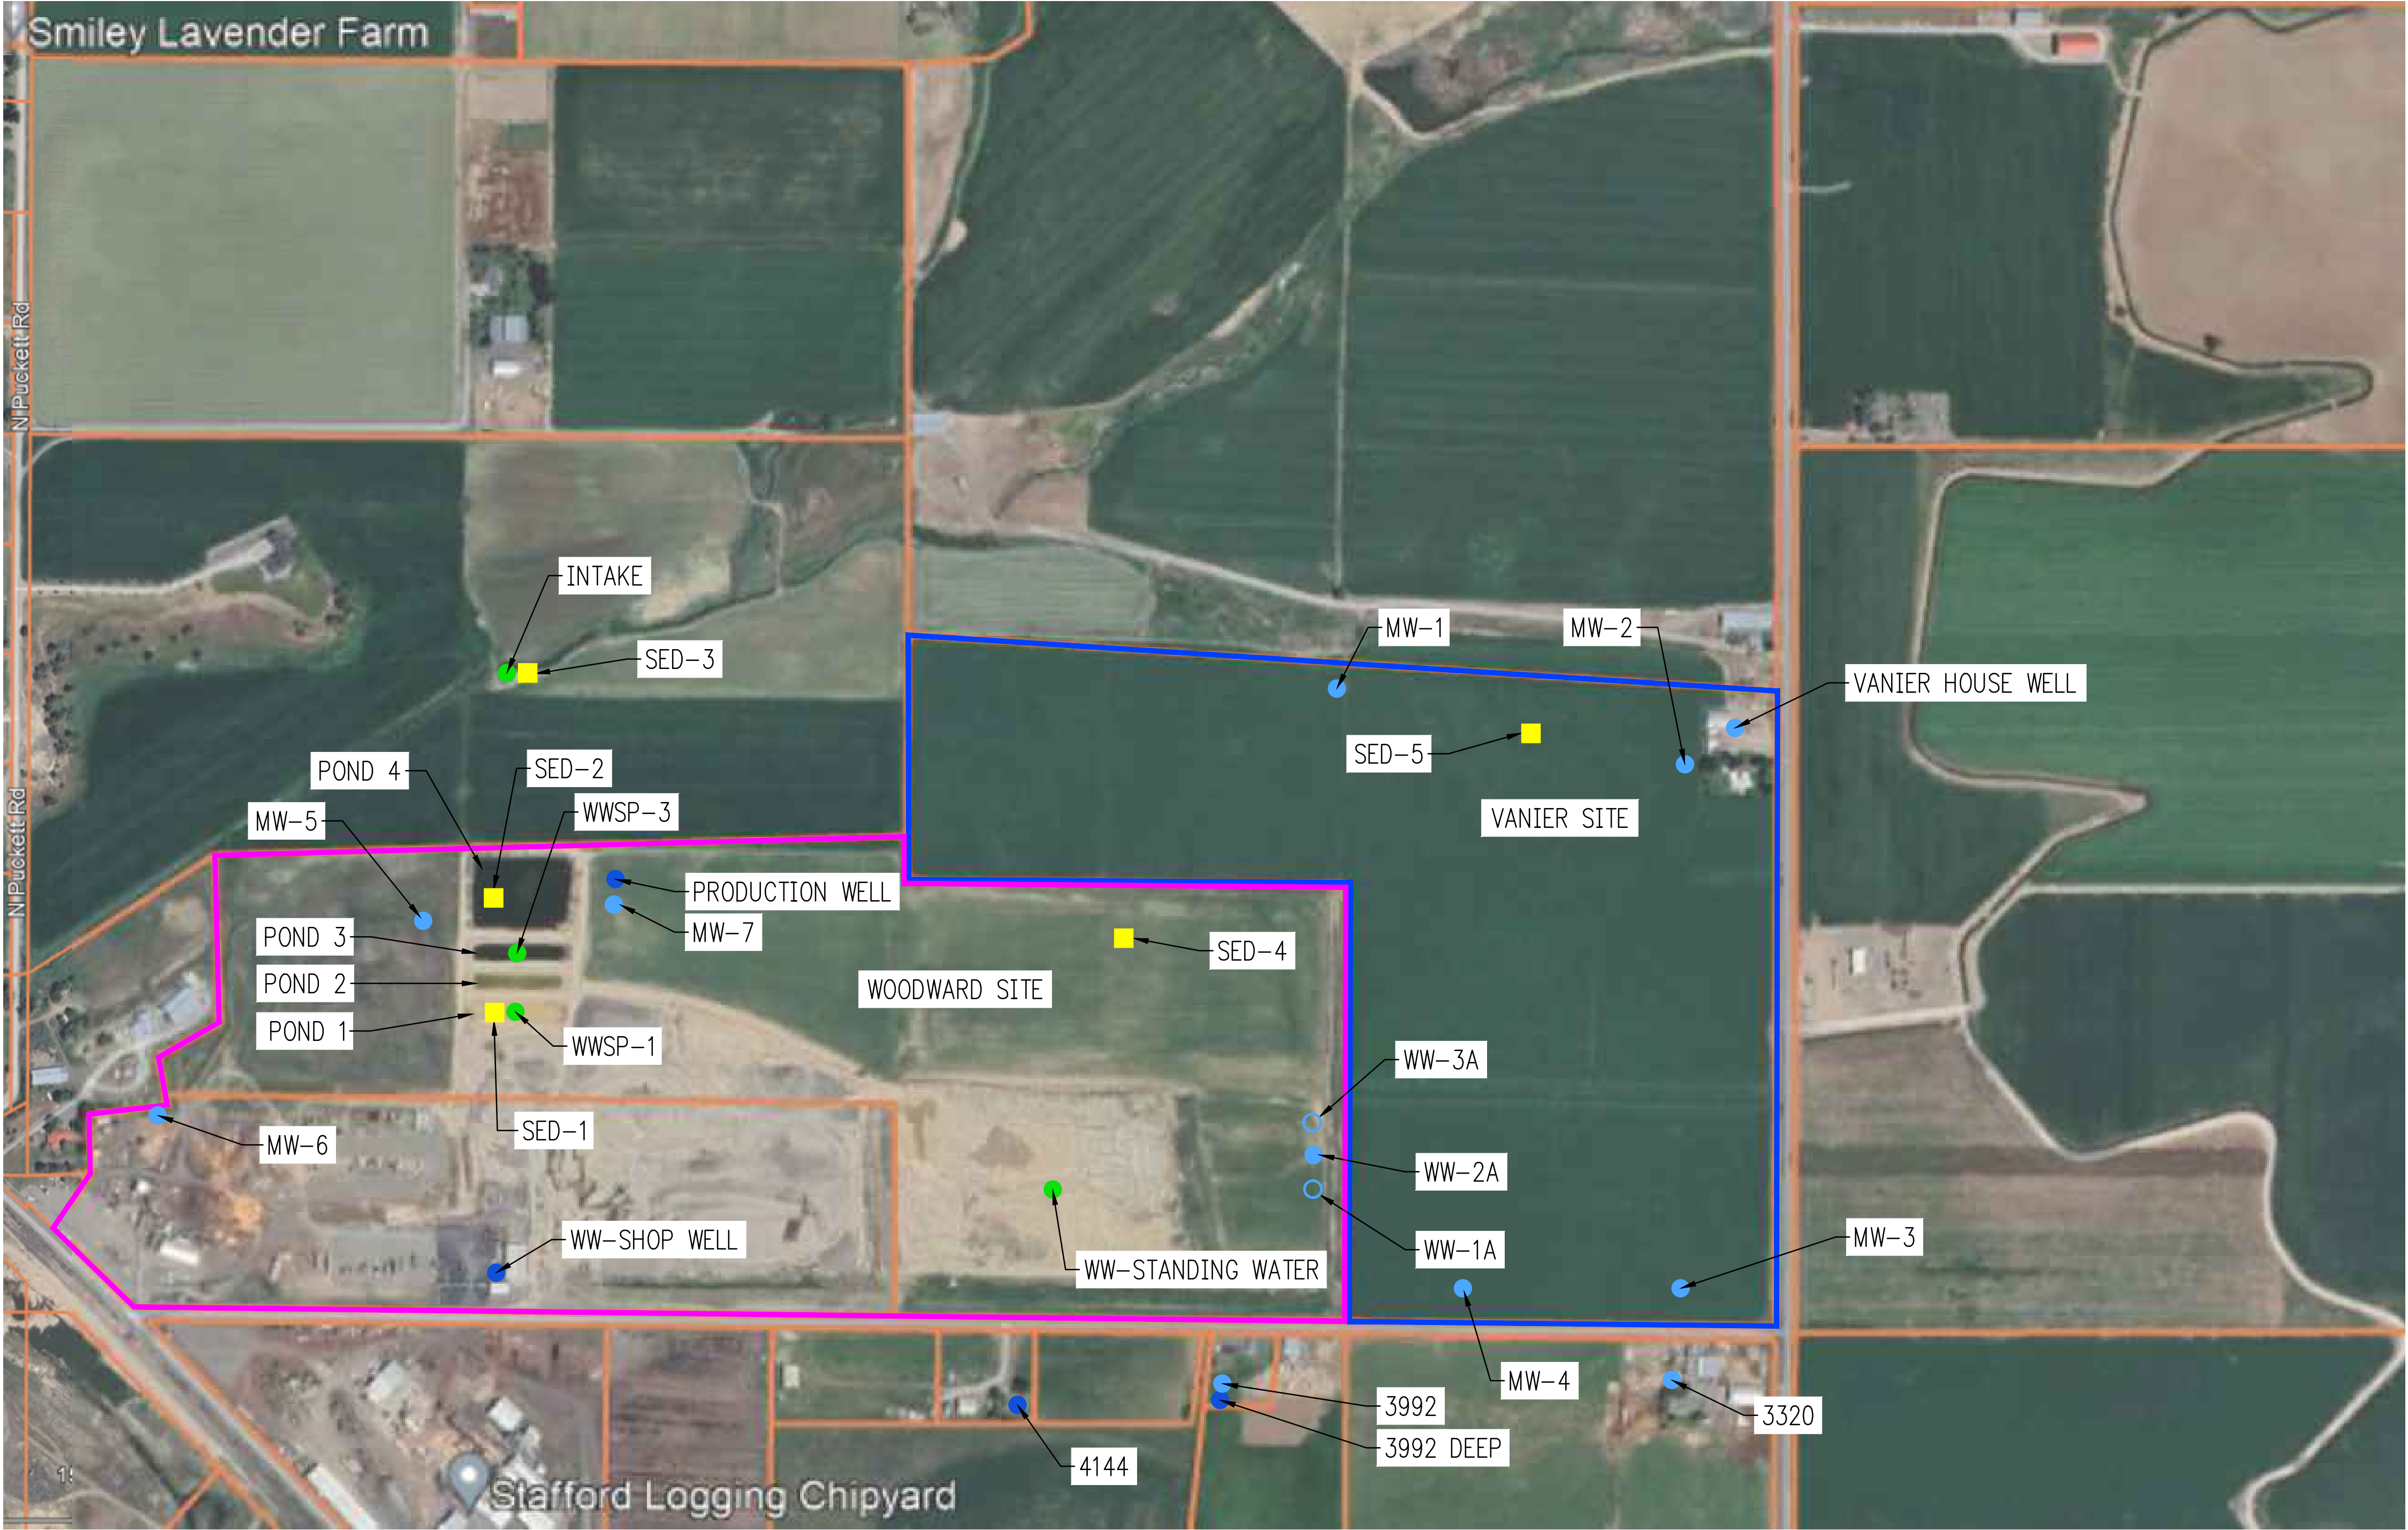 Smiley Lavender Farm
N Puckett Rd
INTAKE
SED-3
MW-1
MW-2
VANIER HOUSE WELL
SED-5
VANIER SITE
POND 4
SED-2
WWSP-3
MW-5
N Puckett Rd
PRODUCTION WELL
MW-7
POND 3
SED-4
POND 2
WOODWARD SITE
POND 1
WWSP-1
WW-3A
SED-1
MW-6
WW-2A
WW-SHOP WELL
WW-STANDING WATER
WW-1A
MW-3
MW-4
3992
3320
3992 DEEP
4144
Stafford Logging Chipyard